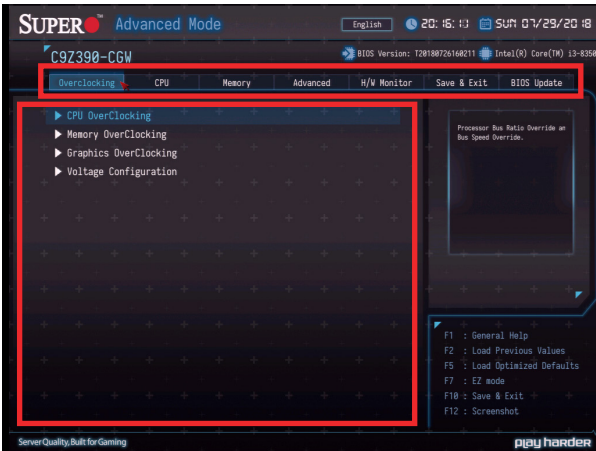 SUPER Advanced Mode
English 20:16:10 SUN 07/29/2018
C9Z390-CGW
BIOS Version: T20180726160211 Intel(R) Core(TM) i3-8350
Overclocking CPU Memory Advanced H/W Monitor Save & Exit BIOS Update
▶ CPU OverClocking
▶ Memory OverClocking
▶ Graphics OverClocking
▶ Voltage Configuration
Processor Bus Ratio Override an
Bus Speed Override.
F1 : General Help
F2 : Load Previous Values
F5 : Load Optimized Defaults
F7 : EZ mode
F10 : Save & Exit
F12 : Screenshot
Server Quality, Built for Gaming
play harder